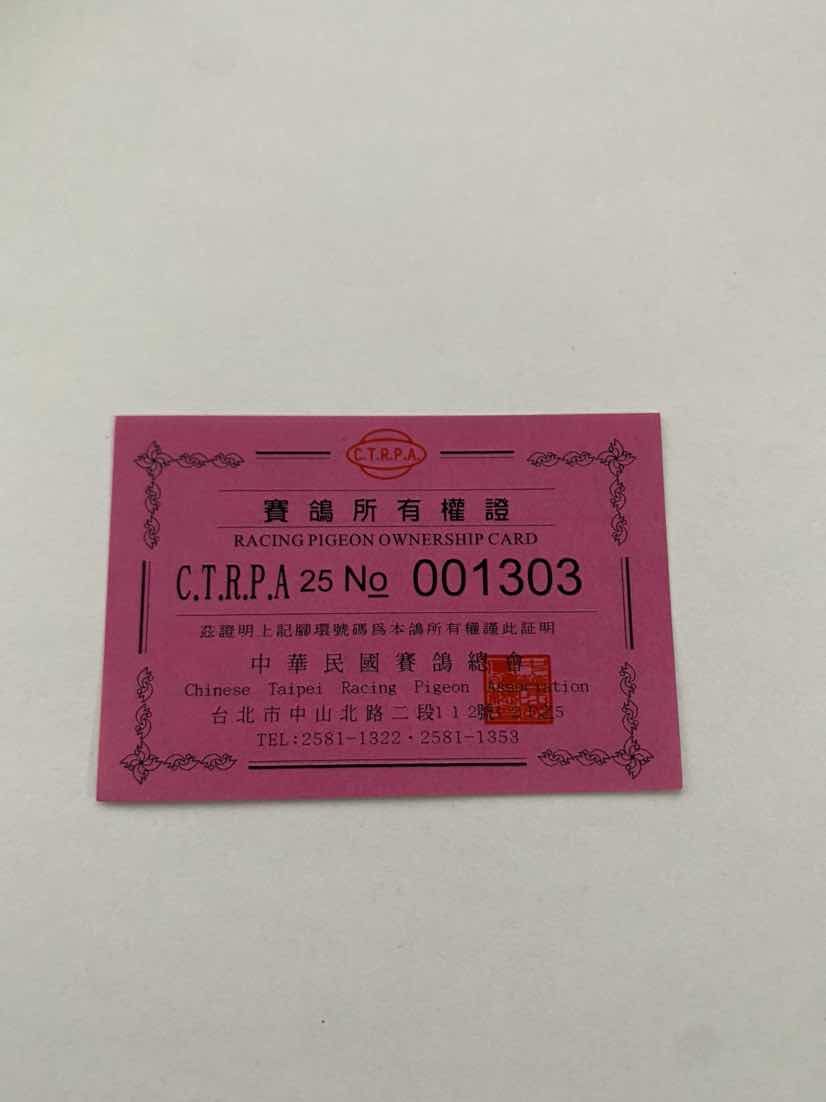 C.T.R.P.A.
賽鴿所有權證
RACING PIGEON OWNERSHIP CARD
C.T.R.P.A 25 No 001303
茲證明上記腳環號碼爲本鴿所有權謹此証明
中華民國賽鴿總會
Chinese Taipei Racing Pigeon Association
台北市中山北路二段112號
TEL:2581-1322·2581-1353